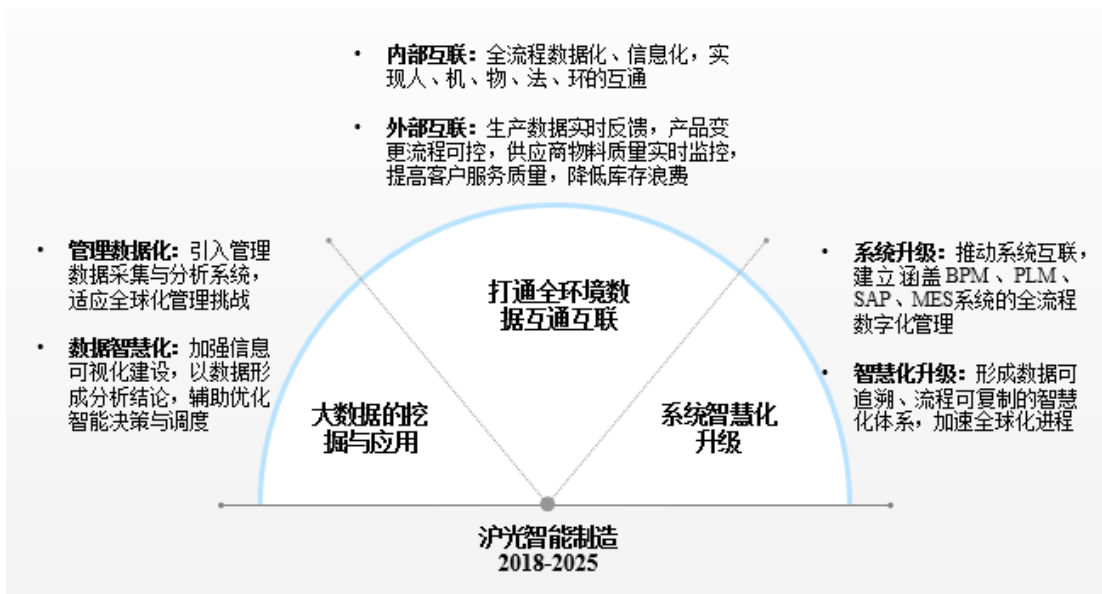 • 内部互联：全流程数据化、信息化，实
现人、机、物、法、环的互通
• 外部互联：生产数据实时反馈，产品变
更流程可控，供应商物料质量实时监控，
提高客户服务质量，降低库存浪费
• 管理数据化：引入管理
数据采集与分析系统，
适应全球化管理挑战
• 数据智慧化：加强信息
可视化建设，以数据形
成分析结论，辅助优化
智能决策与调度
打通全环境数
据互通互联
大数据的挖
掘与应用
系统智慧化
升级
• 系统升级：推动系统互联，
建立涵盖BPM、PLM、
SAP、MES系统的全流程
数字化管理
• 智慧化升级：形成数据可
追溯、流程可复制的智慧
化体系，加速全球化进程
沪光智能制造
2018-2025